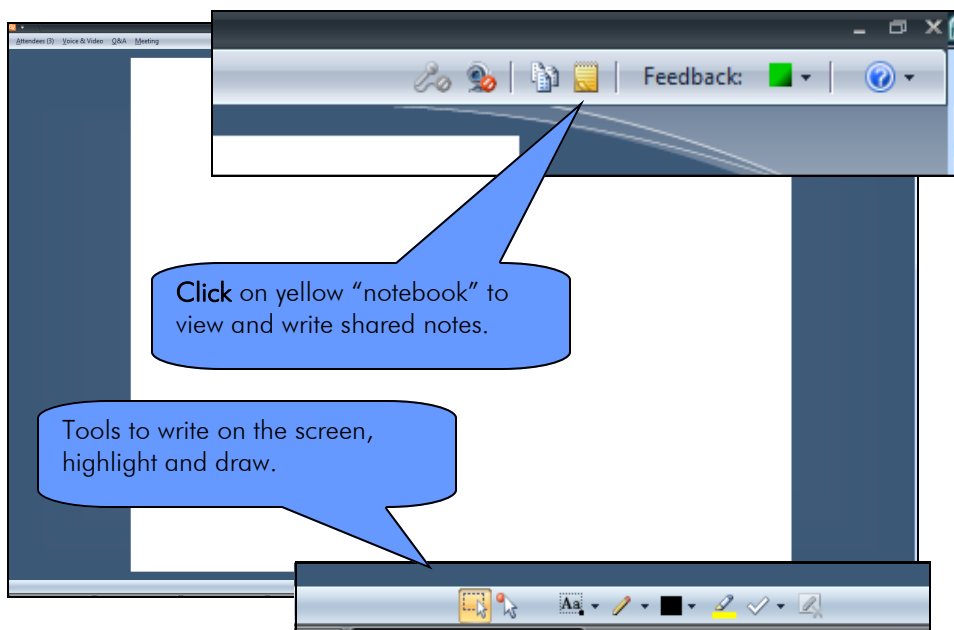 Attendees (3) Voice & Video Q&A Meeting
Feedback:
Click on yellow “notebook” to
view and write shared notes.
Tools to write on the screen,
highlight and draw.
Aa